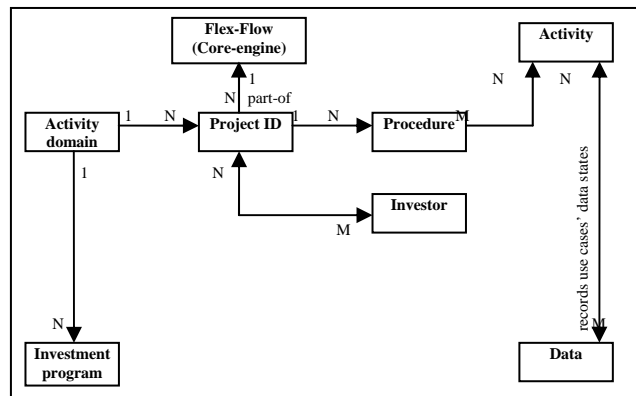 Flex-Flow
(Core-engine)
Activity
1
N
N
N part-of
Activity
domain
1
N
Project ID
1
N
Procedure
M
1
N
Investor
M
records use cases' data states
N
M
Investment
program
Data